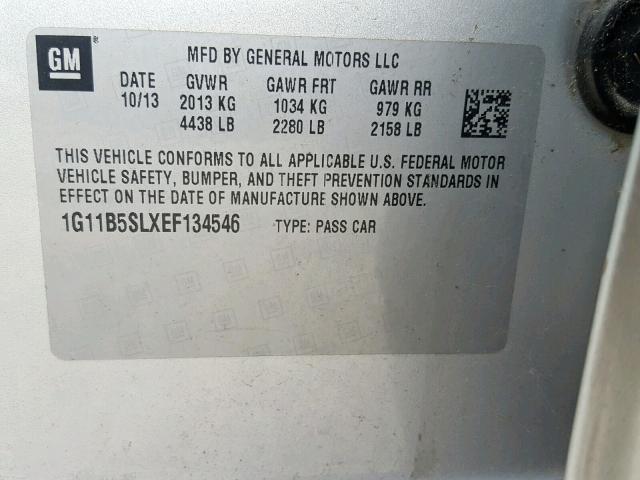 GM
MFD BY GENERAL MOTORS LLC
DATE GVWR GAWR FRT GAWR RR
10/13 2013 KG 1034 KG 979 KG
4438 LB 2280 LB 2158 LB
THIS VEHICLE CONFORMS TO ALL APPLICABLE U.S. FEDERAL MOTOR
VEHICLE SAFETY, BUMPER, AND THEFT PREVENTION STANDARDS IN
EFFECT ON THE DATE OF MANUFACTURE SHOWN ABOVE.
1G11B5SLXEF134546 TYPE: PASS CAR